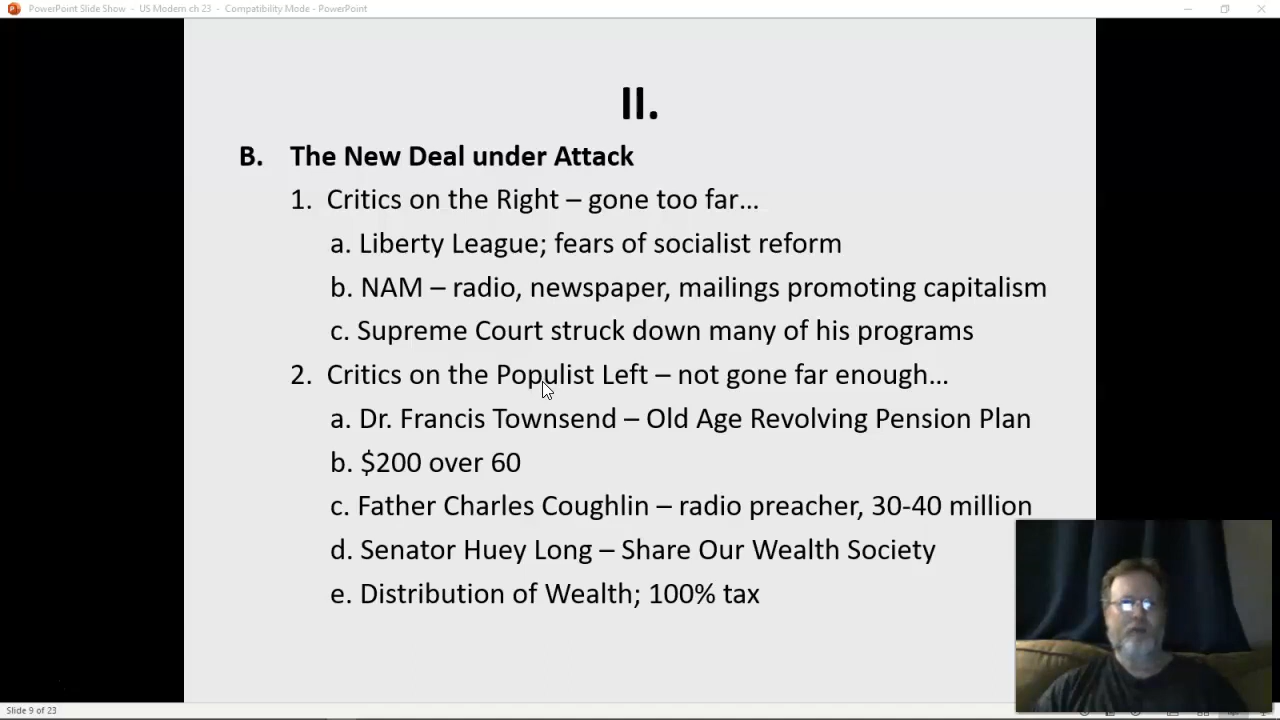 PowerPoint Slide Show - US Modern ch 23 - Compatibility Mode - PowerPoint
II.
B. The New Deal under Attack
1. Critics on the Right – gone too far…
a. Liberty League; fears of socialist reform
b. NAM – radio, newspaper, mailings promoting capitalism
c. Supreme Court struck down many of his programs
2. Critics on the Populist Left – not gone far enough…
a. Dr. Francis Townsend – Old Age Revolving Pension Plan
b. $200 over 60
c. Father Charles Coughlin – radio preacher, 30-40 million
d. Senator Huey Long – Share Our Wealth Society
e. Distribution of Wealth; 100% tax
Slide 9 of 23